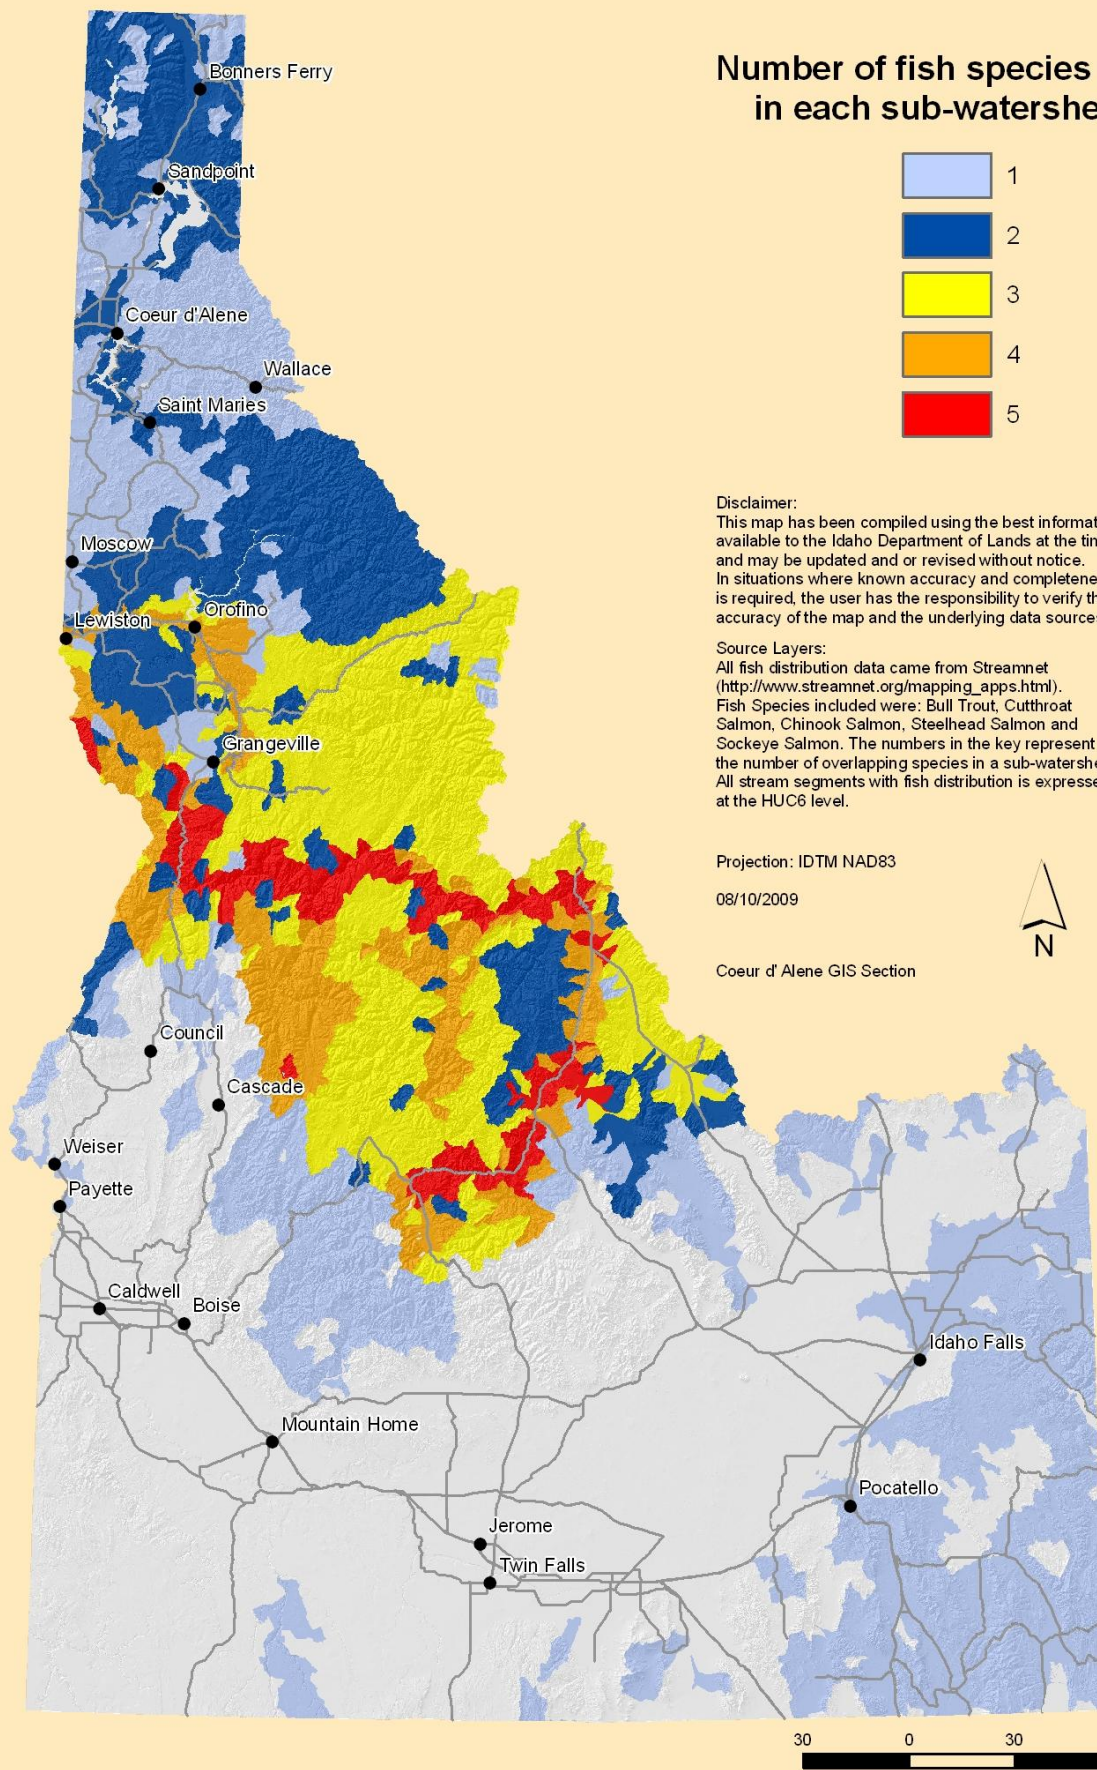 Number of fish species
in each sub-watershe
1
2
3
4
5
Disclaimer:
This map has been compiled using the best informat
available to the Idaho Department of Lands at the tin
and may be updated and or revised without notice.
In situations where known accuracy and completene
is required, the user has the responsibility to verify th
accuracy of the map and the underlying data source
Source Layers:
All fish distribution data came from Streamnet
(http://www.streamnet.org/mapping_apps.html).
Fish Species included were: Bull Trout, Cutthroat
Salmon, Chinook Salmon, Steelhead Salmon and
Sockeye Salmon. The numbers in the key represent
the number of overlapping species in a sub-watershe
All stream segments with fish distribution is expresse
at the HUC6 level.
Projection: IDTM NAD83
08/10/2009
N
Coeur d' Alene GIS Section
Bonners Ferry
Sandpoint
Coeur d'Alene
Wallace
Saint Maries
Moscow
Orofino
Lewiston
Grangeville
Council
Cascade
Weiser
Payette
Caldwell
Boise
Idaho Falls
Mountain Home
Pocatello
Jerome
Twin Falls
30 0 30